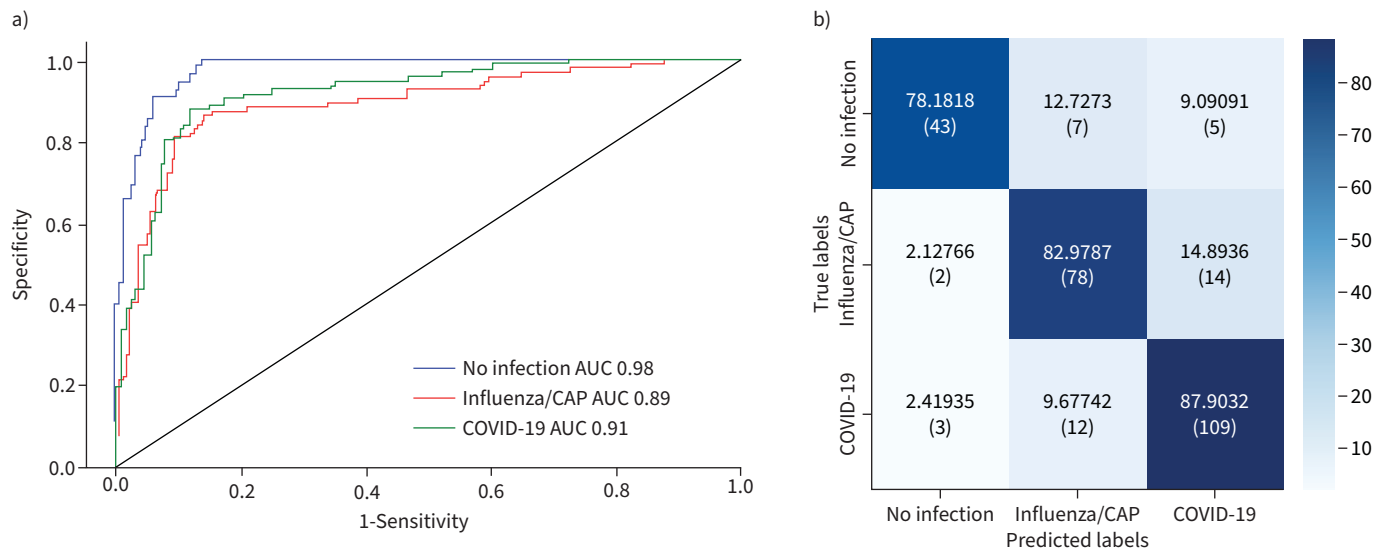 a)
Specificity
1.0
0.8
0.6
0.4
0.2
0.0
No infection AUC 0.98
Influenza/CAP AUC 0.89
COVID-19 AUC 0.91
0.0
0.2
0.4
0.6
0.8
1.0
1-Sensitivity
b)
True labels
No infection
78.1818
(43)
12.7273
(7)
9.09091
(5)
Influenza/CAP
2.12766
(2)
82.9787
(78)
14.8936
(14)
COVID-19
2.41935
(3)
9.67742
(12)
87.9032
(109)
No infection
Influenza/CAP
COVID-19
Predicted labels
80
70
60
50
40
30
20
10